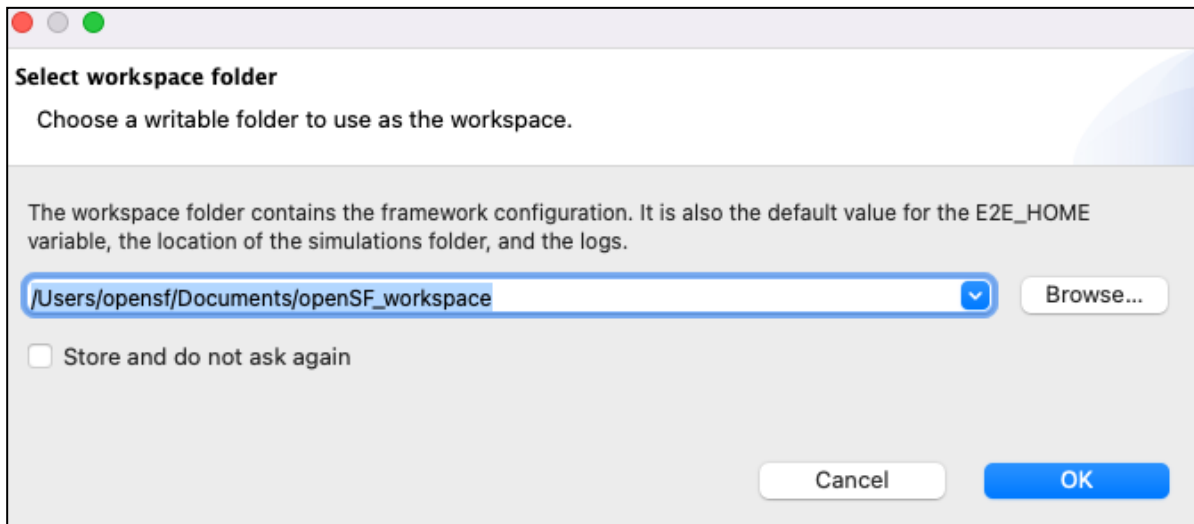 Select workspace folder
Choose a writable folder to use as the workspace.
The workspace folder contains the framework configuration. It is also the default value for the E2E_HOME
variable, the location of the simulations folder, and the logs.
/Users/opensf/Documents/openSF_workspace
Browse...
Store and do not ask again
Cancel
OK